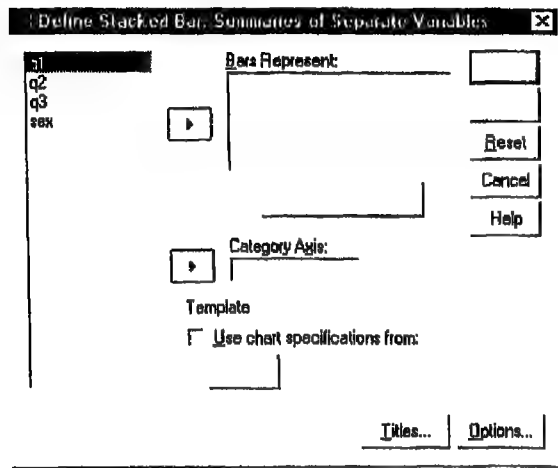 Define Stacked Bar: Summaries of Separate Variables
q1
q2
q3
sex
Bars Represent:
Reset
Cancel
Help
Category Axis:
Template
Use chart specifications from:
Titles...
Options...